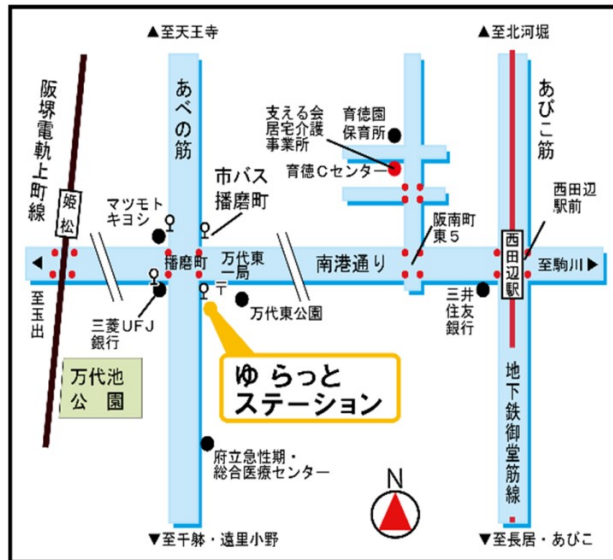 ▲至天王寺
▲至北河堀
阪堺電軌上町線
あべの筋
あびこ筋
支える会
居宅介護
事業所
育徳園
保育所
育徳Cセンター
姫松
マツモト
キヨシ
市バス
播磨町
阪南町
東5
西田辺
駅前
播磨町
万代東
一局
〒
南港通り
西田辺駅
至駒川
至玉出
三菱UFJ
銀行
万代東公園
三井
住友
銀行
万代池
公園
ゆらっと
ステーション
地下鉄御堂筋線
府立急性期・
総合医療センター
N
▼至千躰・遠里小野
▼至長居・あびこ